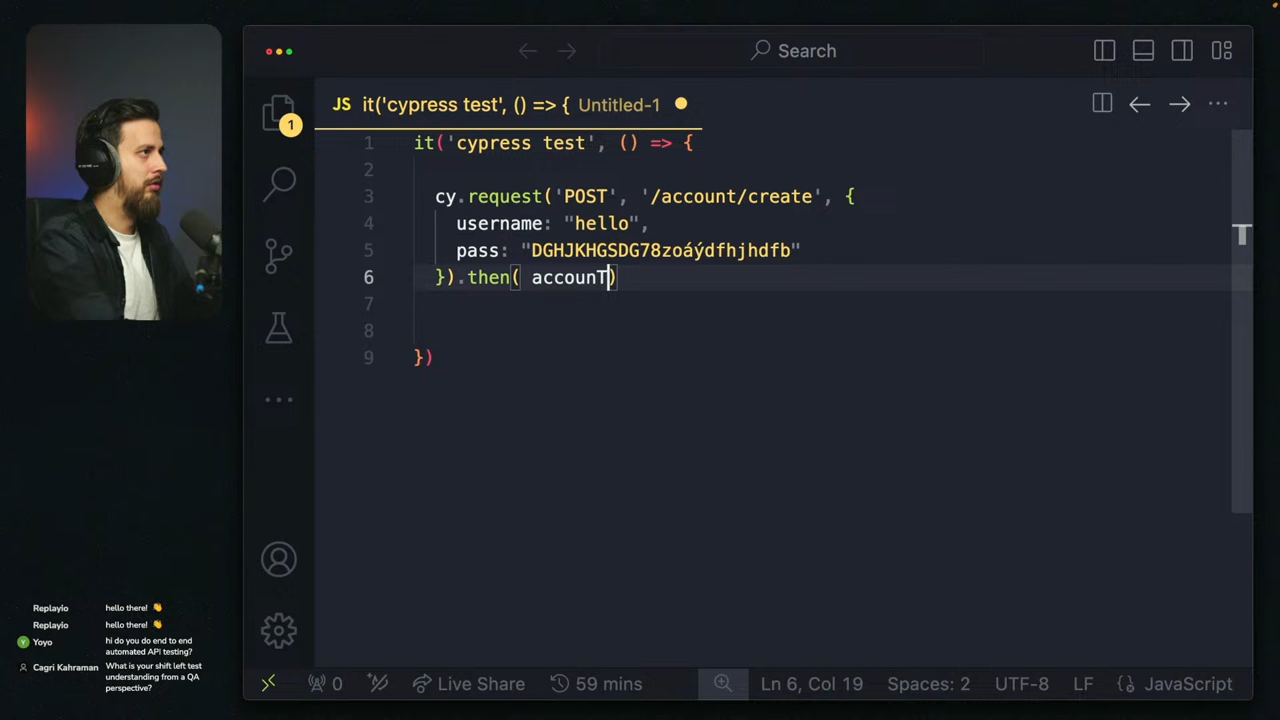 Search
JS it('cypress test', () => { Untitled-1
1
1 it('cypress test', () => {
2
3 cy.request('POST', '/account/create', {
4 username: "hello",
5 pass: "DGHJKHGSDG78zoáýdfhjhdfb"
6 }).then( accounT)
7
8
9 })
Replayio hello there! 👏
Replayio hello there! 👏
Y Yoyo hi do you do end to end
automated API testing?
Cagri Kahraman What is your shift left test
understanding from a QA
perspective?
0 Live Share 59 mins Ln 6, Col 19 Spaces: 2 UTF-8 LF {} JavaScript